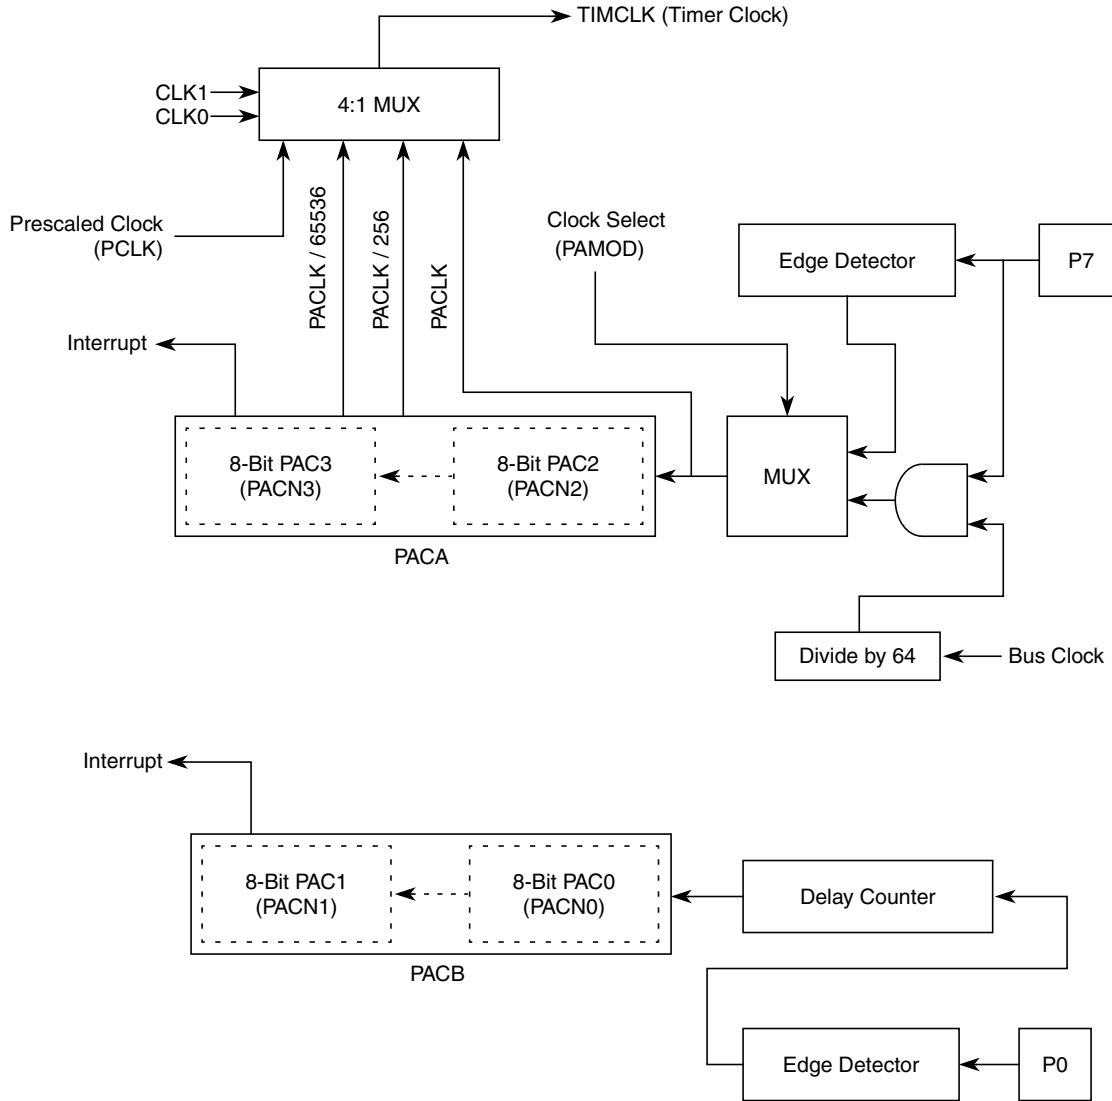 TIMCLK (Timer Clock)
CLK1
CLK0
4:1 MUX
Prescaled Clock
(PCLK)
PACLK / 65536
PACLK / 256
PACLK
Clock Select
(PAMOD)
Edge Detector
P7
Interrupt
8-Bit PAC3
(PACN3)
8-Bit PAC2
(PACN2)
MUX
PACA
Divide by 64
Bus Clock
Interrupt
8-Bit PAC1
(PACN1)
8-Bit PAC0
(PACN0)
Delay Counter
PACB
Edge Detector
P0